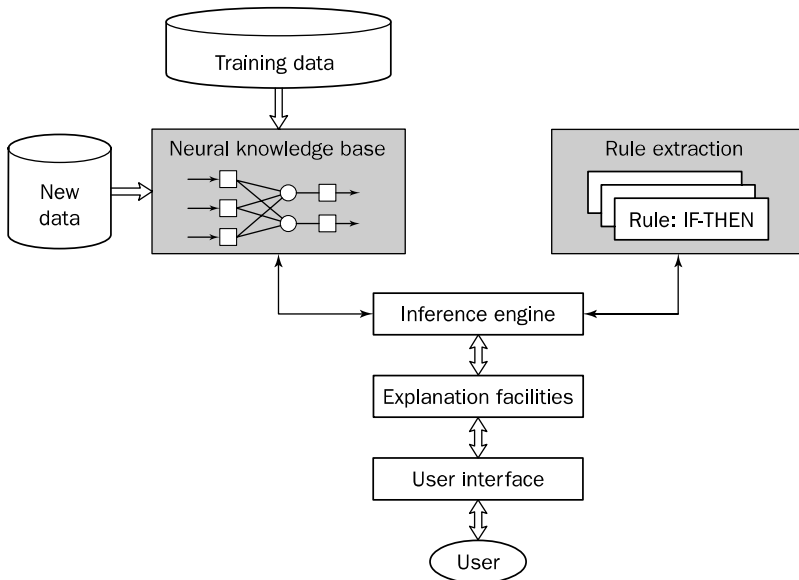 Training data
Neural knowledge base
Rule extraction
New
data
Rule: IF-THEN
Inference engine
Explanation facilities
User interface
User